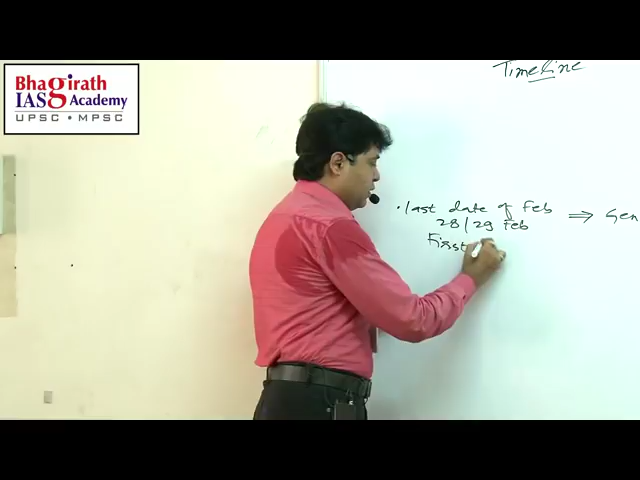 Bhagirath
IAS Academy
UPSC • MPSC
Timeline
• last date of Feb
28/29 Feb
⇒ Gen
First